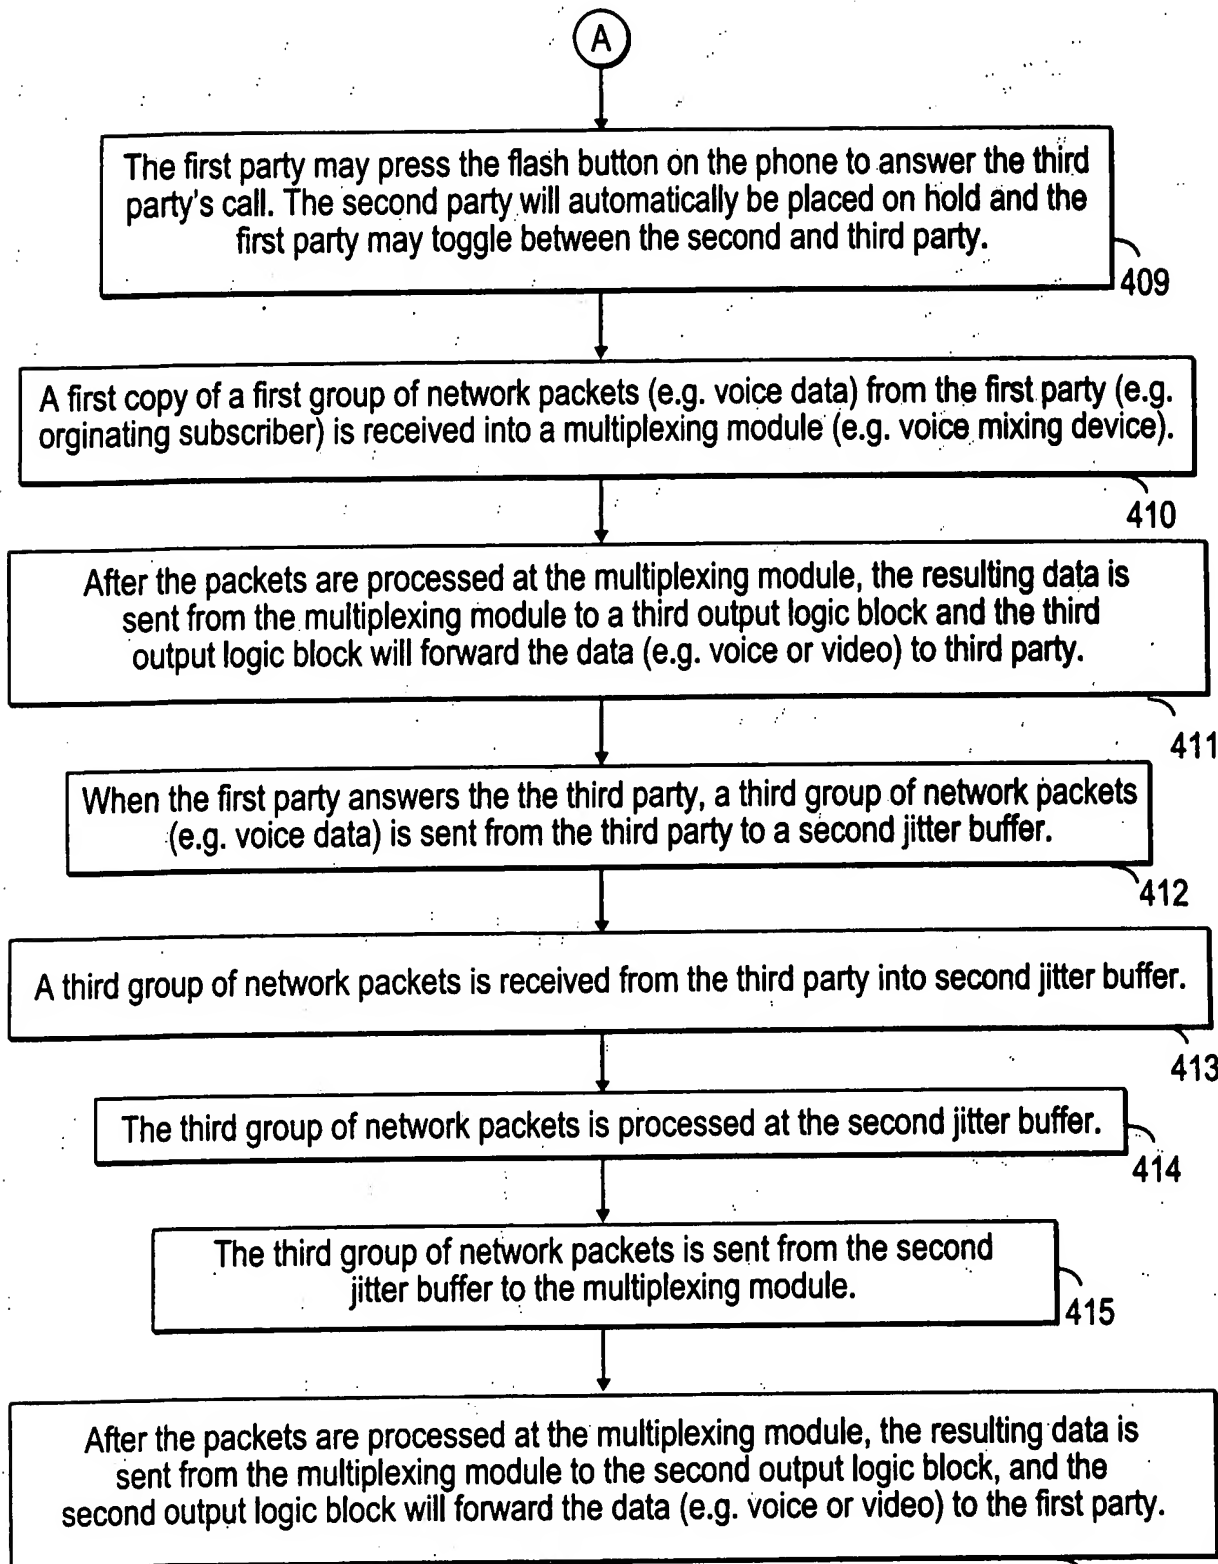 A
The first party may press the flash button on the phone to answer the third
party's call. The second party will automatically be placed on hold and the
first party may toggle between the second and third party.
409
A first copy of a first group of network packets (e.g. voice data) from the first party (e.g.
orginating subscriber) is received into a multiplexing module (e.g. voice mixing device).
410
After the packets are processed at the multiplexing module, the resulting data is
sent from the multiplexing module to a third output logic block and the third
output logic block will forward the data (e.g. voice or video) to third party.
411
When the first party answers the the third party, a third group of network packets
(e.g. voice data) is sent from the third party to a second jitter buffer.
412
A third group of network packets is received from the third party into second jitter buffer.
413
The third group of network packets is processed at the second jitter buffer.
414
The third group of network packets is sent from the second
jitter buffer to the multiplexing module.
415
After the packets are processed at the multiplexing module, the resulting data is
sent from the multiplexing module to the second output logic block, and the
second output logic block will forward the data (e.g. voice or video) to the first party.